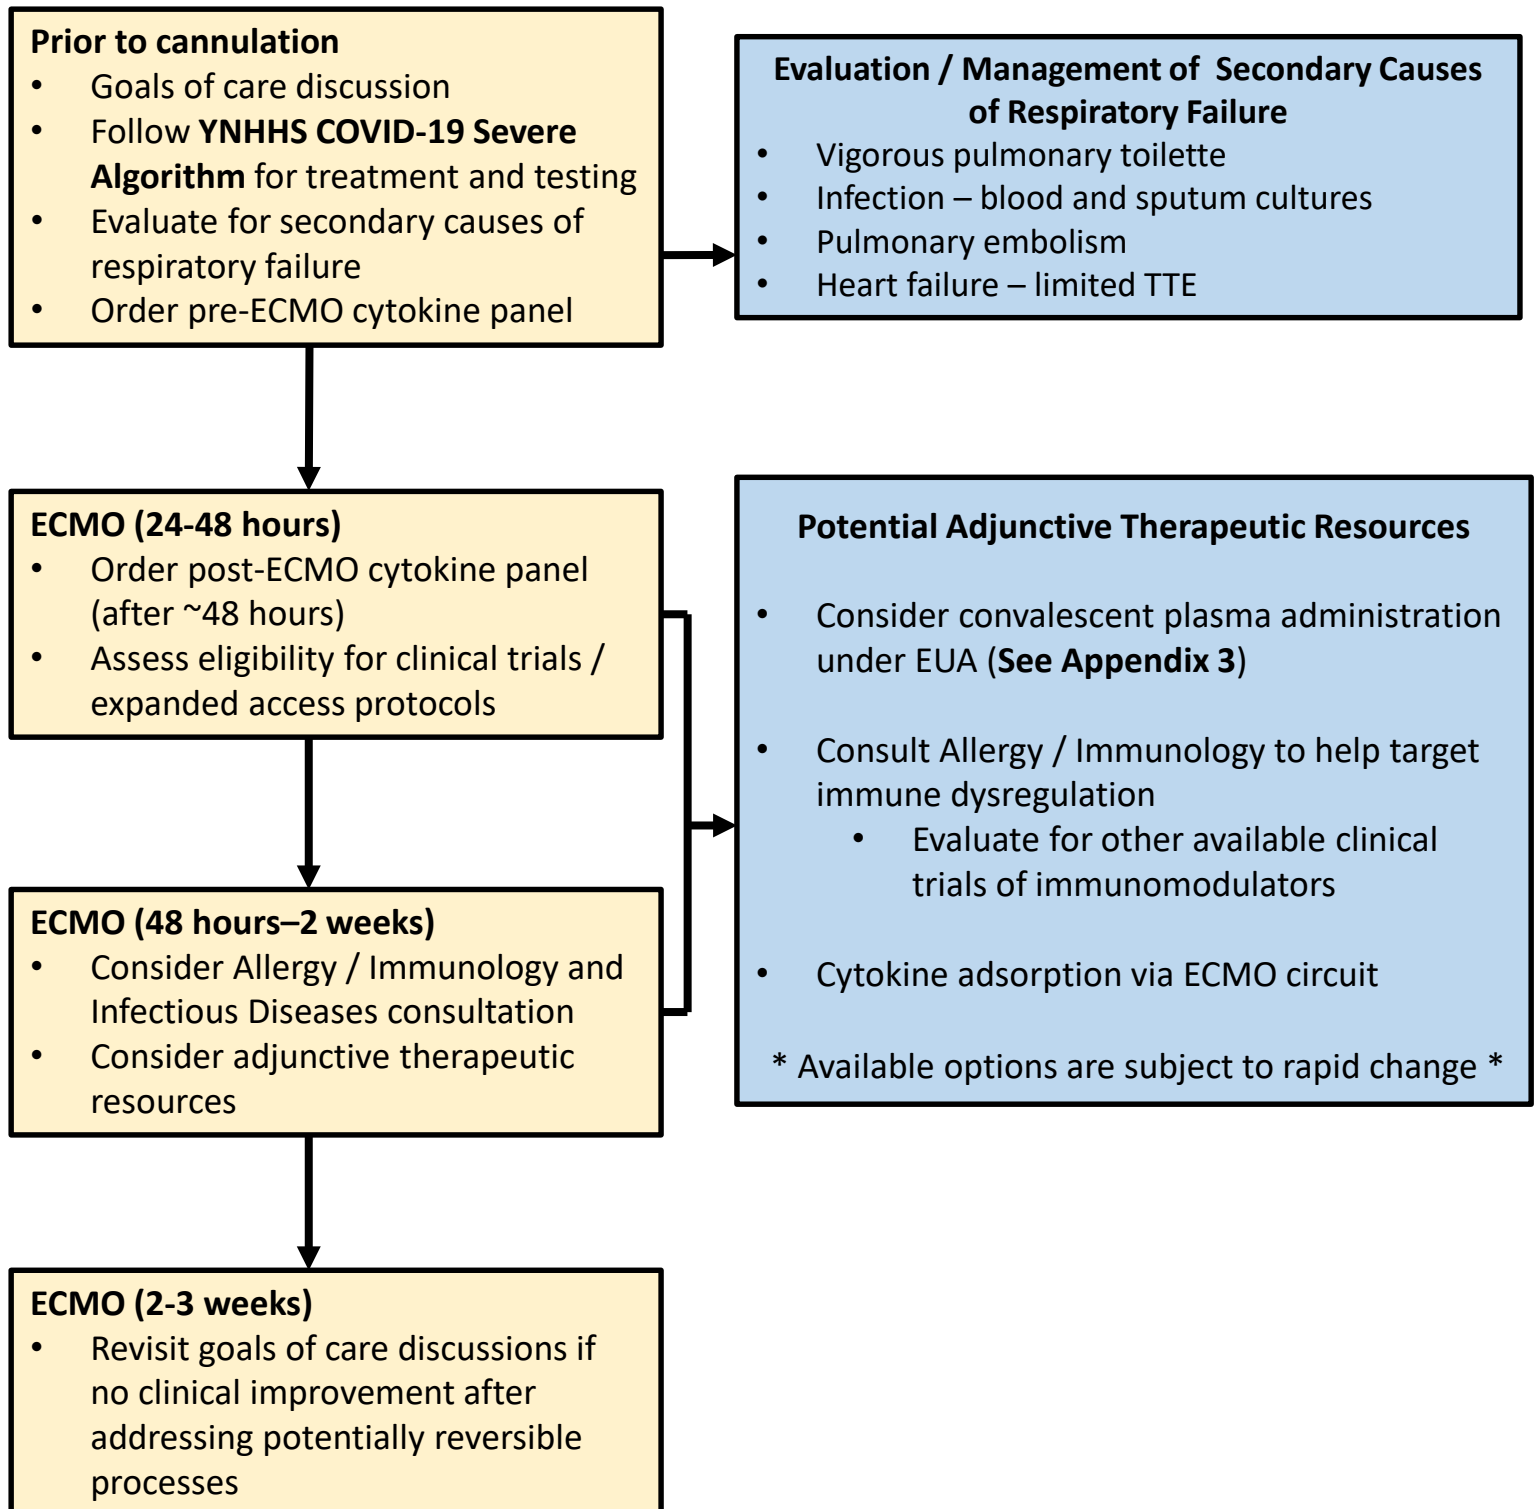 Prior to cannulation
• Goals of care discussion
• Follow YNHHS COVID-19 Severe
Algorithm for treatment and testing
• Evaluate for secondary causes of
respiratory failure
• Order pre-ECMO cytokine panel
Evaluation / Management of Secondary Causes
of Respiratory Failure
• Vigorous pulmonary toilette
• Infection – blood and sputum cultures
• Pulmonary embolism
• Heart failure – limited TTE
ECMO (24-48 hours)
• Order post-ECMO cytokine panel
(after ~48 hours)
• Assess eligibility for clinical trials /
expanded access protocols
Potential Adjunctive Therapeutic Resources
• Consider convalescent plasma administration
under EUA (See Appendix 3)
• Consult Allergy / Immunology to help target
immune dysregulation
• Evaluate for other available clinical
trials of immunomodulators
• Cytokine adsorption via ECMO circuit
* Available options are subject to rapid change *
ECMO (48 hours–2 weeks)
• Consider Allergy / Immunology and
Infectious Diseases consultation
• Consider adjunctive therapeutic
resources
ECMO (2-3 weeks)
• Revisit goals of care discussions if
no clinical improvement after
addressing potentially reversible
processes